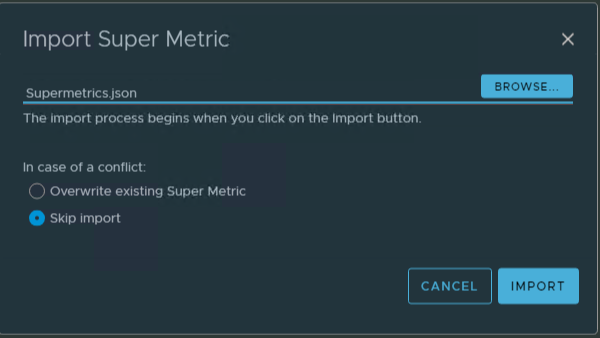 Import Super Metric
Supermetrics.json
BROWSE...
The import process begins when you click on the Import button.
In case of a conflict:
Overwrite existing Super Metric
Skip import
CANCEL
IMPORT